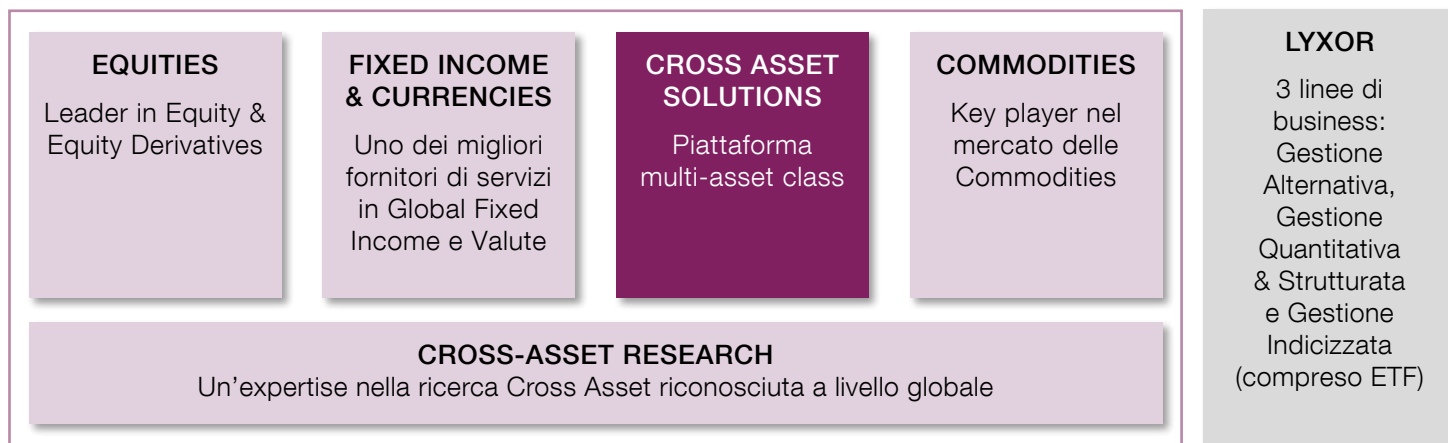 EQUITIES
Leader in Equity &
Equity Derivatives
FIXED INCOME
& CURRENCIES
Uno dei migliori
fornitori di servizi
in Global Fixed
Income e Valute
CROSS ASSET
SOLUTIONS
Piattaforma
multi-asset class
COMMODITIES
Key player nel
mercato delle
Commodities
CROSS-ASSET RESEARCH
Un’expertise nella ricerca Cross Asset riconosciuta a livello globale
LYXOR
3 linee di
business:
Gestione
Alternativa,
Gestione
Quantitativa
& Strutturata
e Gestione
Indicizzata
(compreso ETF)